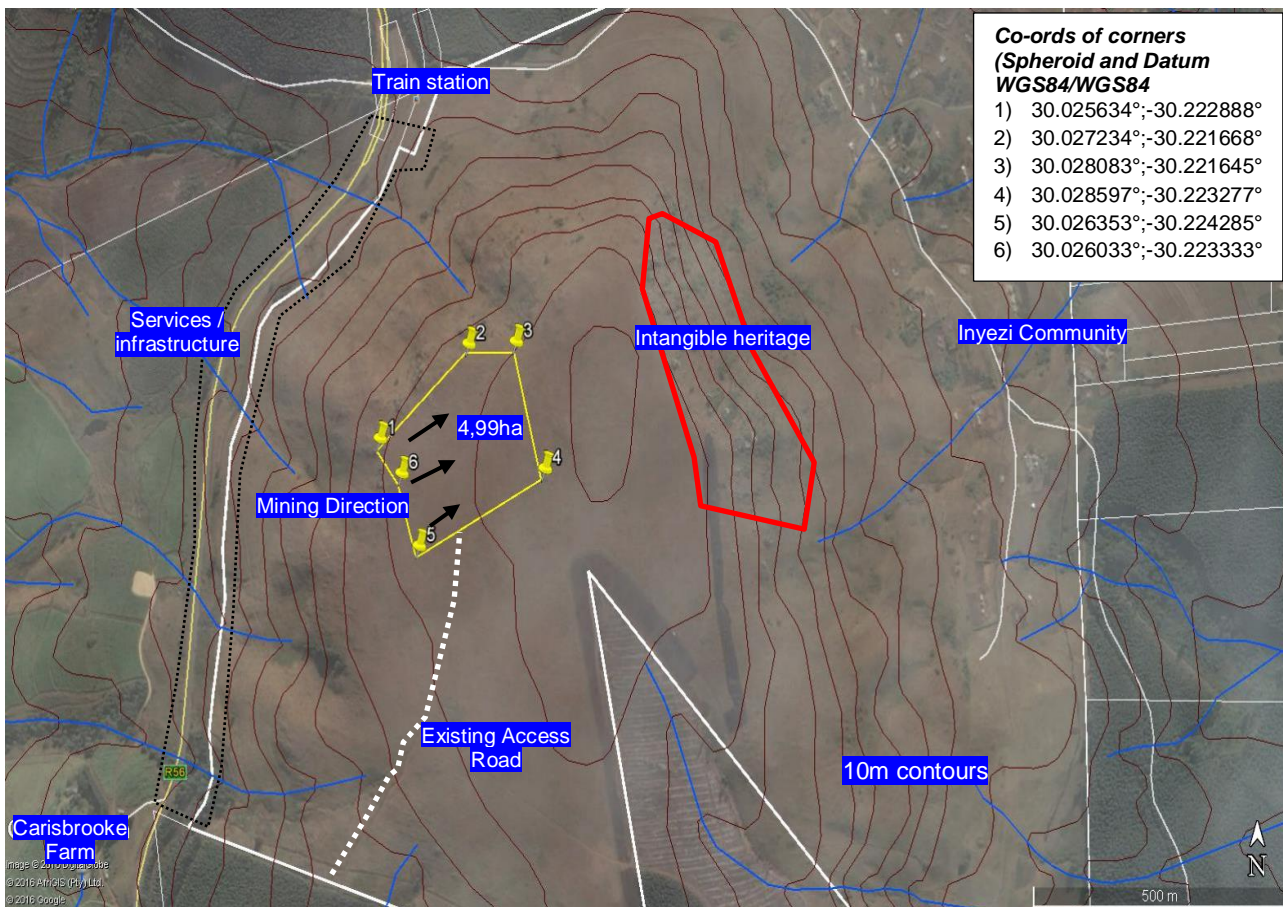 Co-ords of corners
(Spheroid and Datum
WGS84/WGS84
1) 30.025634°;-30.222888°
2) 30.027234°;-30.221668°
3) 30.028083°;-30.221645°
4) 30.028597°;-30.223277°
5) 30.026353°;-30.224285°
6) 30.026033°;-30.223333°
Train station
Services /
infrastructure
Intangible heritage
Inyezi Community
2
3
1
4,99ha
6
4
Mining Direction
5
Existing Access
Road
10m contours
R56
Carisbrooke
Farm
Image © 2016 DigitalGlobe
© 2016 AfriGIS (Pty) Ltd.
© 2016 Google
N
500 m